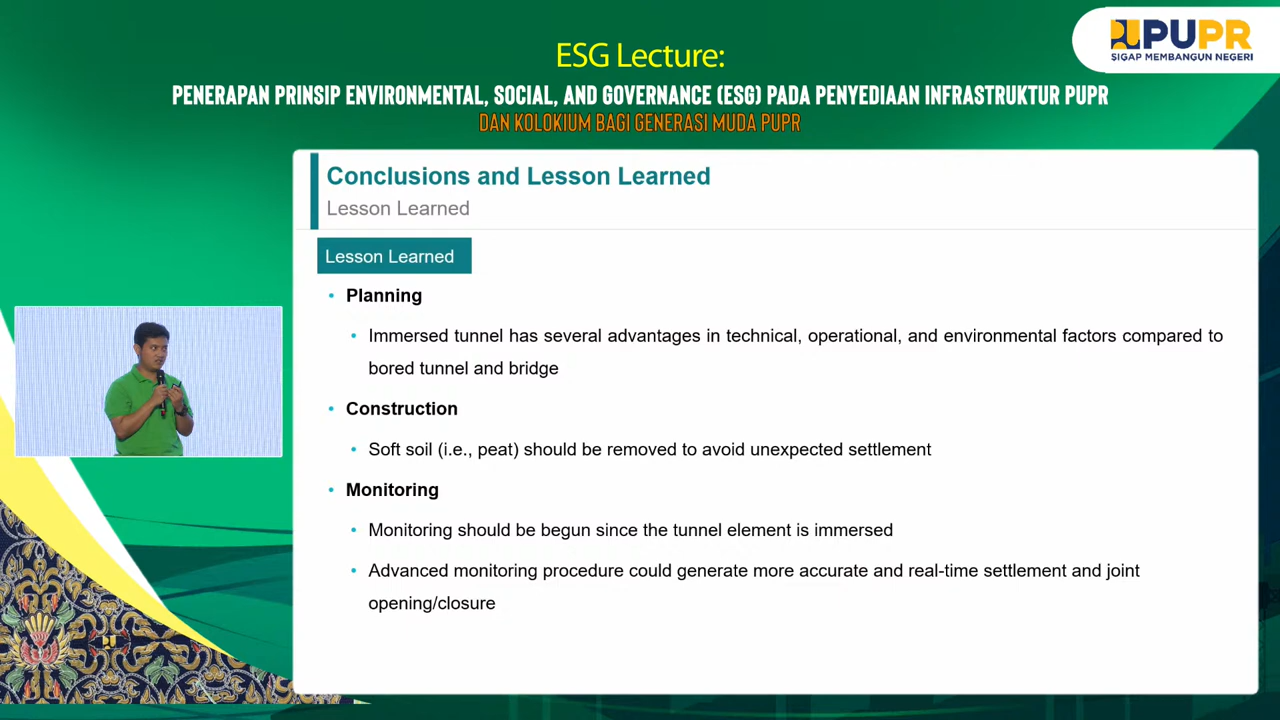 PUPR
SIGAP MEMBANGUN NEGERI
ESG Lecture:
PENERAPAN PRINSIP ENVIRONMENTAL, SOCIAL, AND GOVERNANCE (ESG) PADA PENYEDIAAN INFRASTRUKTUR PUPR
DAN KOLOKIUM BAGI GENERASI MUDA PUPR
Conclusions and Lesson Learned
Lesson Learned
Lesson Learned
• Planning
• Immersed tunnel has several advantages in technical, operational, and environmental factors compared to
bored tunnel and bridge
• Construction
• Soft soil (i.e., peat) should be removed to avoid unexpected settlement
• Monitoring
• Monitoring should be begun since the tunnel element is immersed
• Advanced monitoring procedure could generate more accurate and real-time settlement and joint
opening/closure